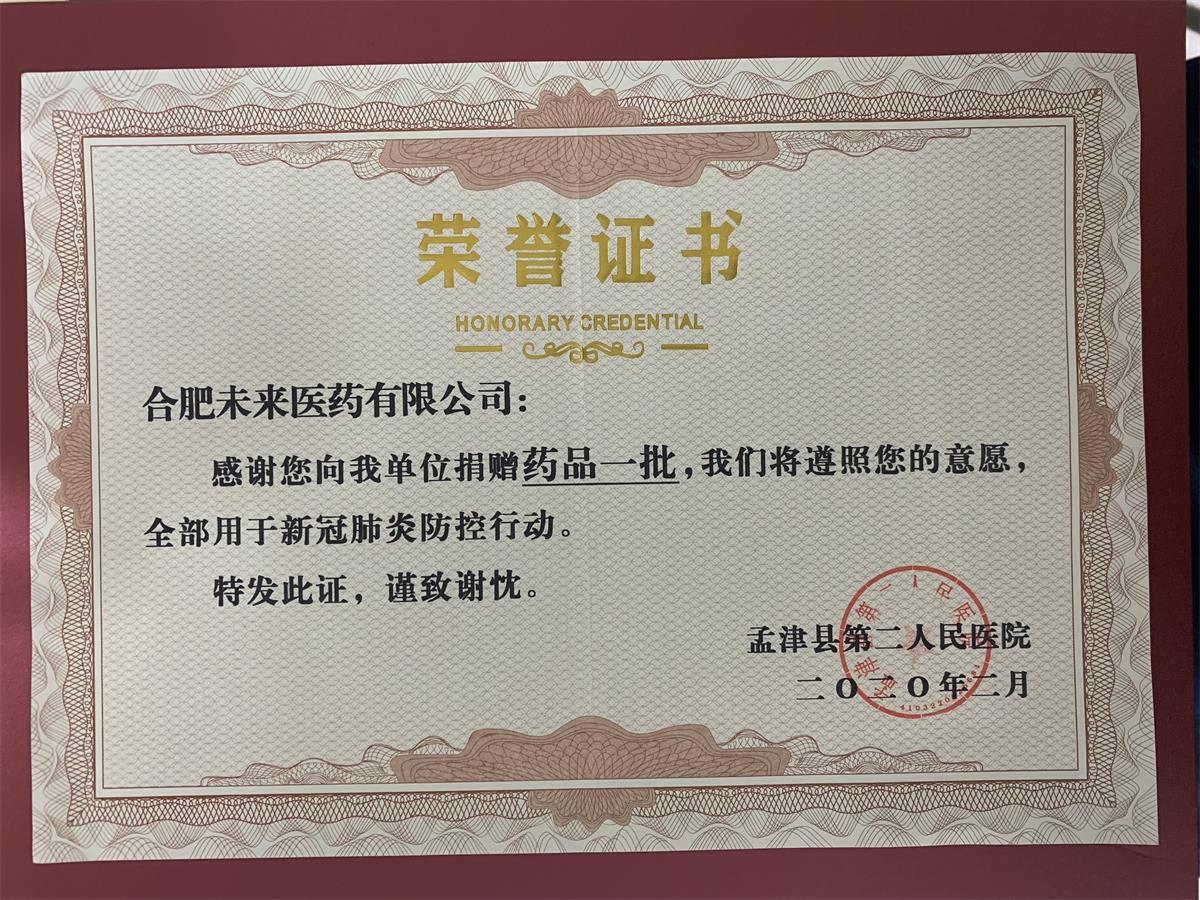 荣誉证书
HONORARY CREDENTIAL
合肥未来医药有限公司：
感谢您向我单位捐赠药品一批，我们将遵照您的意愿，
全部用于新冠肺炎防控行动。
特发此证，谨致谢忱。
孟津县第二人民医院
二〇二〇年二月